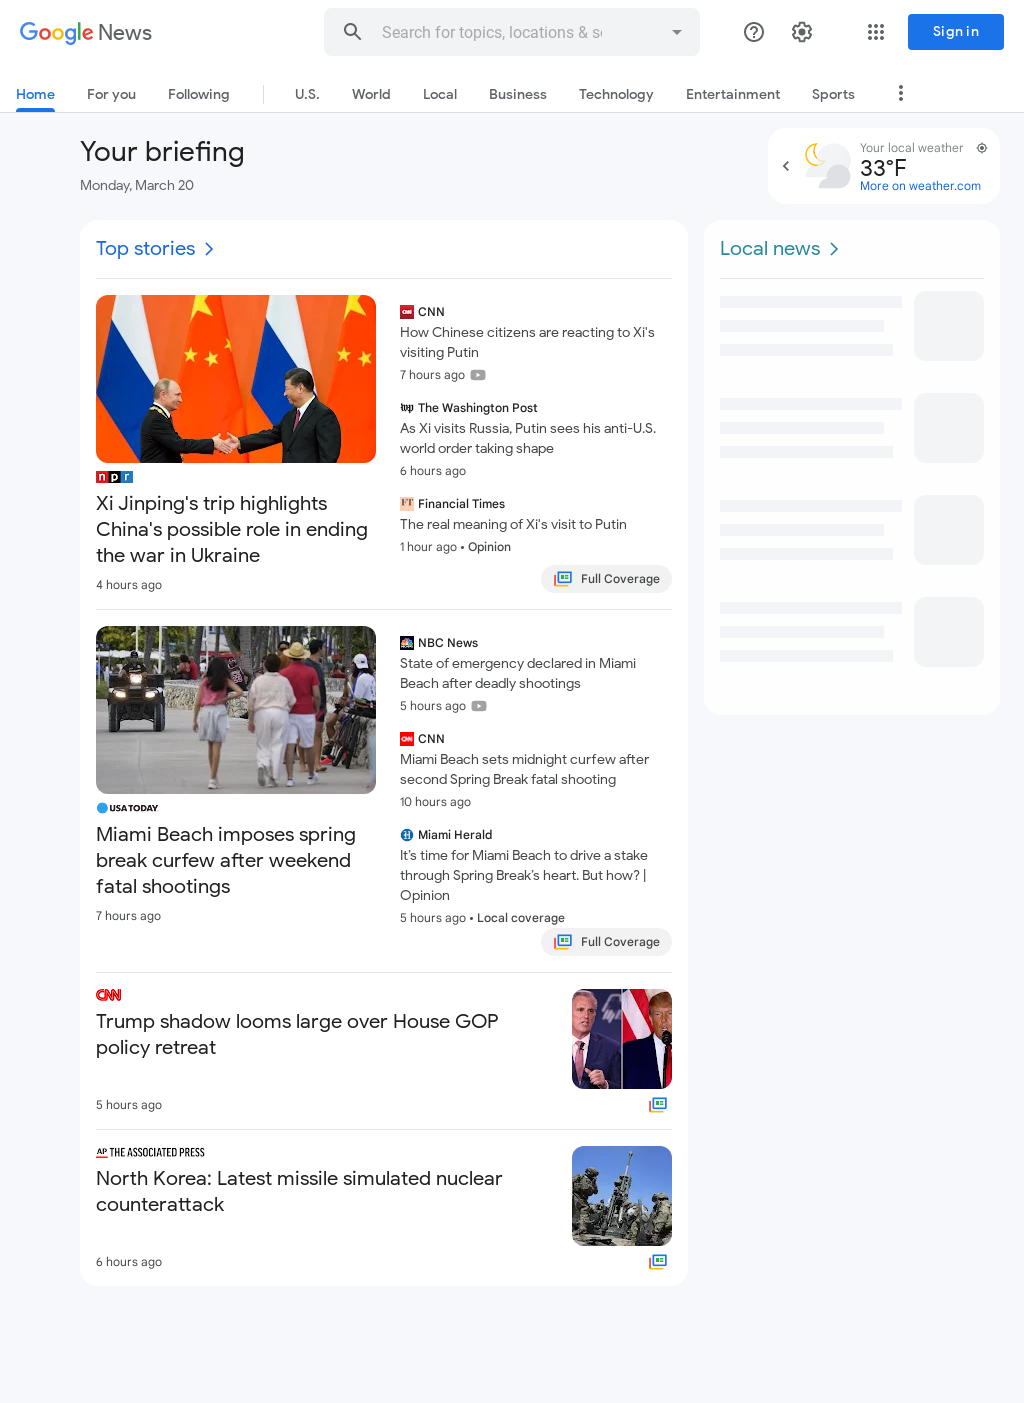 Google News
Search for topics, locations & so
Sign in
Home
For you
Following
U.S.
World
Local
Business
Technology
Entertainment
Sports
Your briefing
Monday, March 20
Your local weather
33°F
More on weather.com
Top stories
Local news
npr
Xi Jinping's trip highlights
China's possible role in ending
the war in Ukraine
4 hours ago
CNN
CNN
How Chinese citizens are reacting to Xi's
visiting Putin
7 hours ago
wp The Washington Post
As Xi visits Russia, Putin sees his anti-U.S.
world order taking shape
6 hours ago
FT Financial Times
The real meaning of Xi's visit to Putin
1 hour ago • Opinion
Full Coverage
USA TODAY
Miami Beach imposes spring
break curfew after weekend
fatal shootings
7 hours ago
NBC News
State of emergency declared in Miami
Beach after deadly shootings
5 hours ago
CNN
CNN
Miami Beach sets midnight curfew after
second Spring Break fatal shooting
10 hours ago
Miami Herald
It’s time for Miami Beach to drive a stake
through Spring Break’s heart. But how? |
Opinion
5 hours ago • Local coverage
Full Coverage
CNN
Trump shadow looms large over House GOP
policy retreat
5 hours ago
AP THE ASSOCIATED PRESS
North Korea: Latest missile simulated nuclear
counterattack
6 hours ago